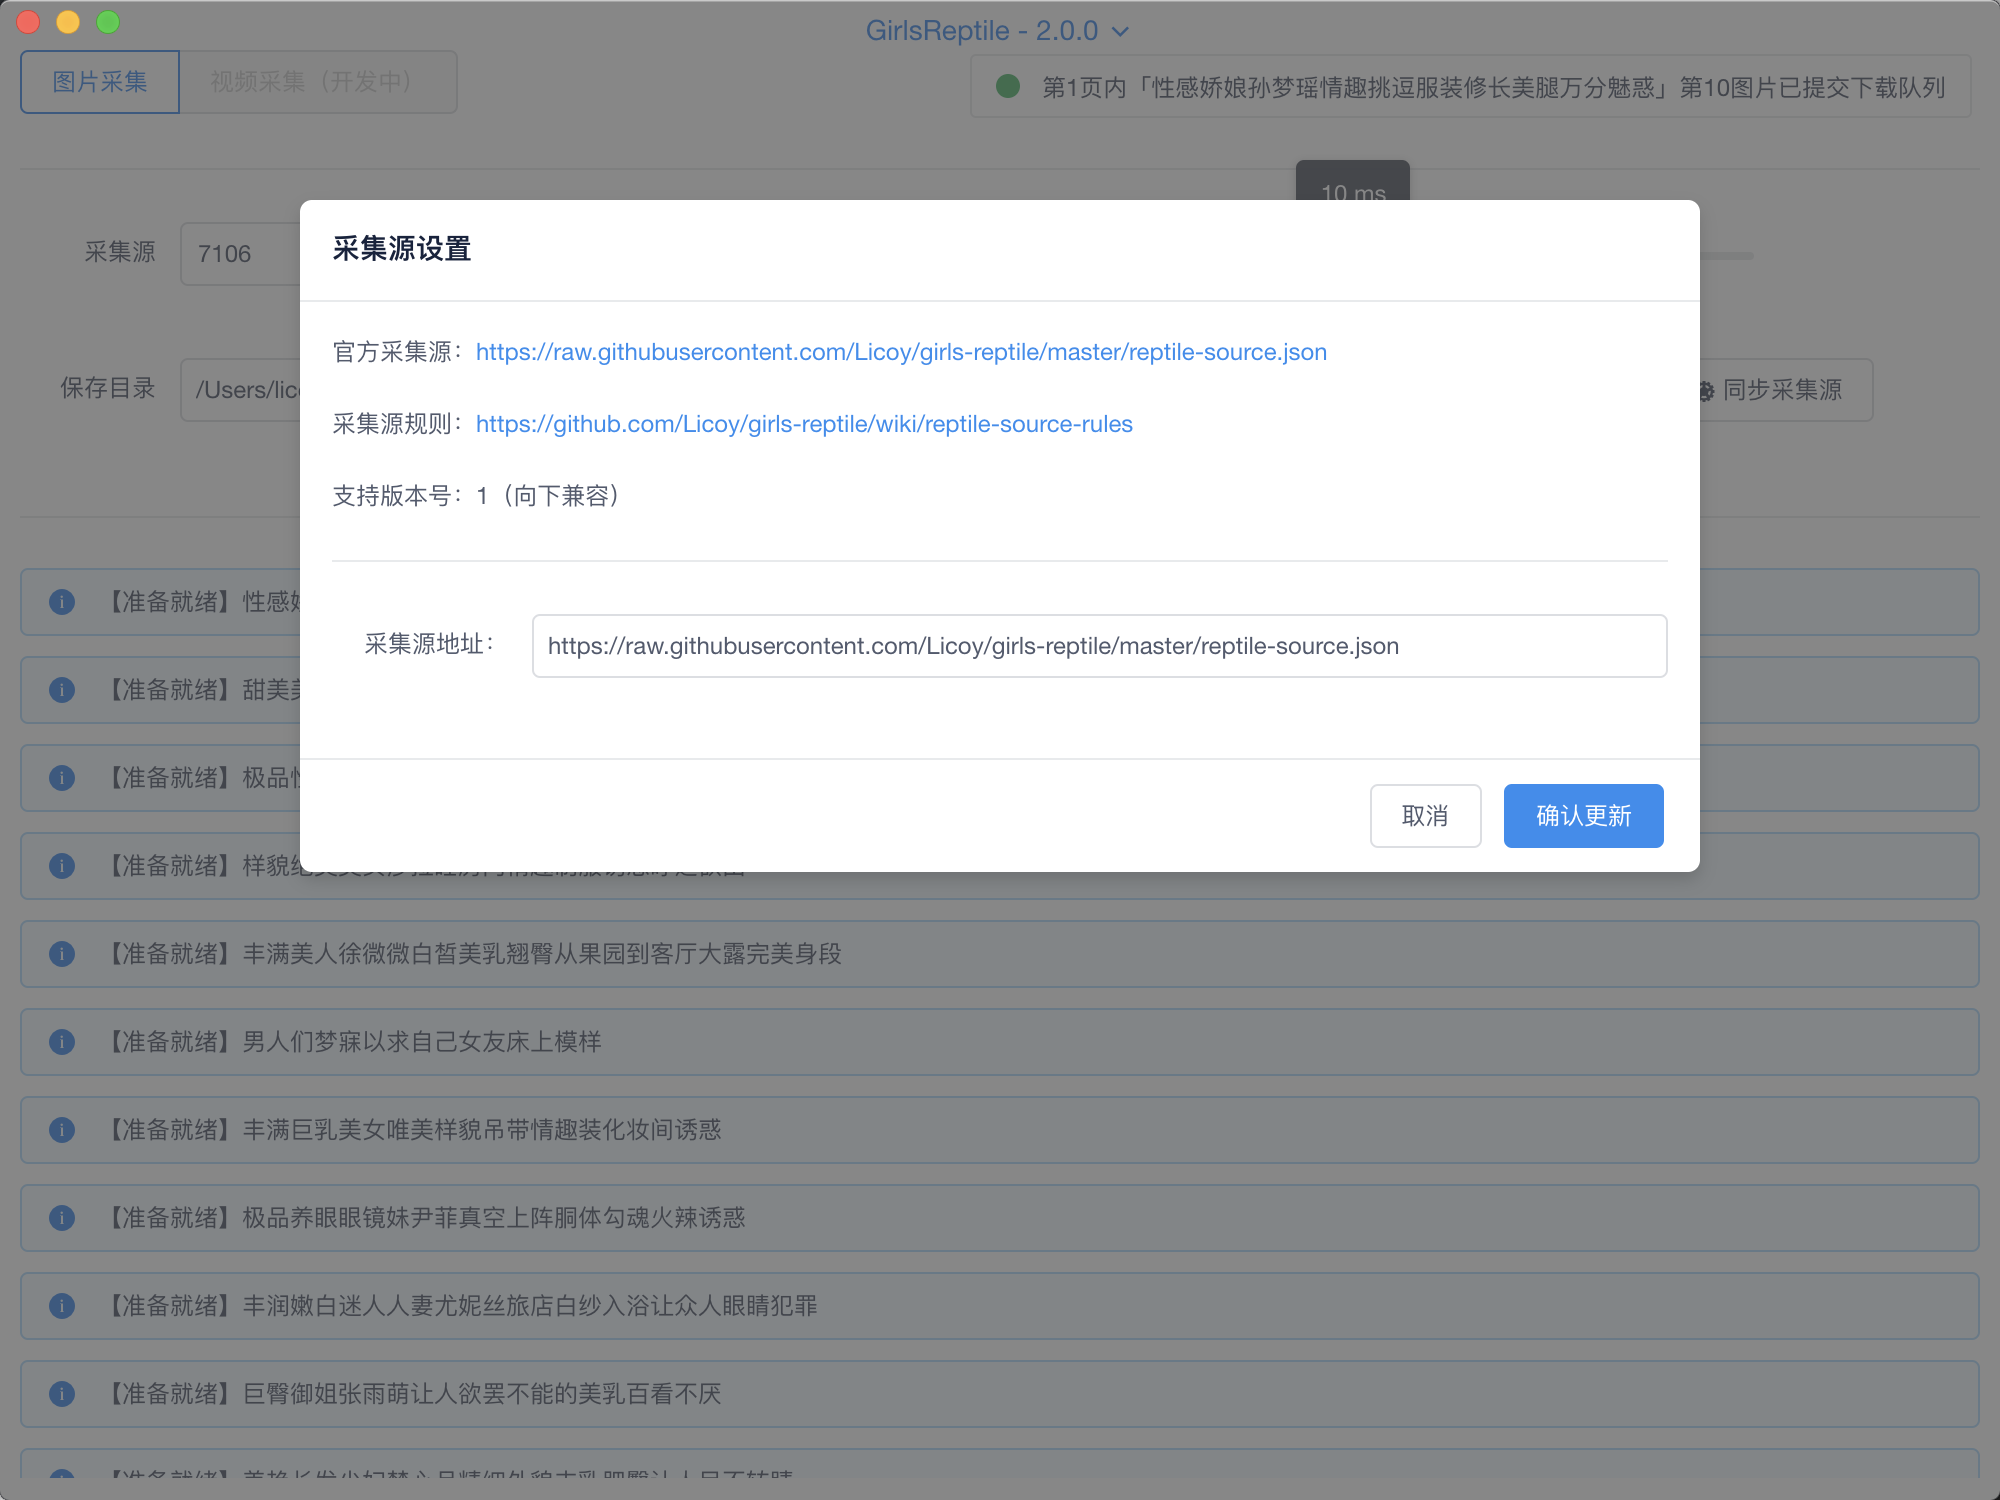 GirlsReptile - 2.0.0
图片采集
视频采集（开发中）
第1页内「性感娇娘孙梦瑶情趣挑逗服装修长美腿万分魅惑」第10图片已提交下载队列
10 ms
采集源
7106
采集源设置
官方采集源：https://raw.githubusercontent.com/Licoy/girls-reptile/master/reptile-source.json
保存目录
/Users/lic
同步采集源
采集源规则：https://github.com/Licoy/girls-reptile/wiki/reptile-source-rules
支持版本号：1（向下兼容）
采集源地址：
https://raw.githubusercontent.com/Licoy/girls-reptile/master/reptile-source.json
取消
确认更新
【准备就绪】性感
【准备就绪】甜美
【准备就绪】极品
【准备就绪】样貌
【准备就绪】丰满美人徐微微白皙美乳翘臀从果园到客厅大露完美身段
【准备就绪】男人们梦寐以求自己女友床上模样
【准备就绪】丰满巨乳美女唯美样貌吊带情趣装化妆间诱惑
【准备就绪】极品养眼眼镜妹尹菲真空上阵胴体勾魂火辣诱惑
【准备就绪】丰润嫩白迷人人妻尤妮丝旅店白纱入浴让众人眼睛犯罪
【准备就绪】巨臀御姐张雨萌让人欲罢不能的美乳百看不厌